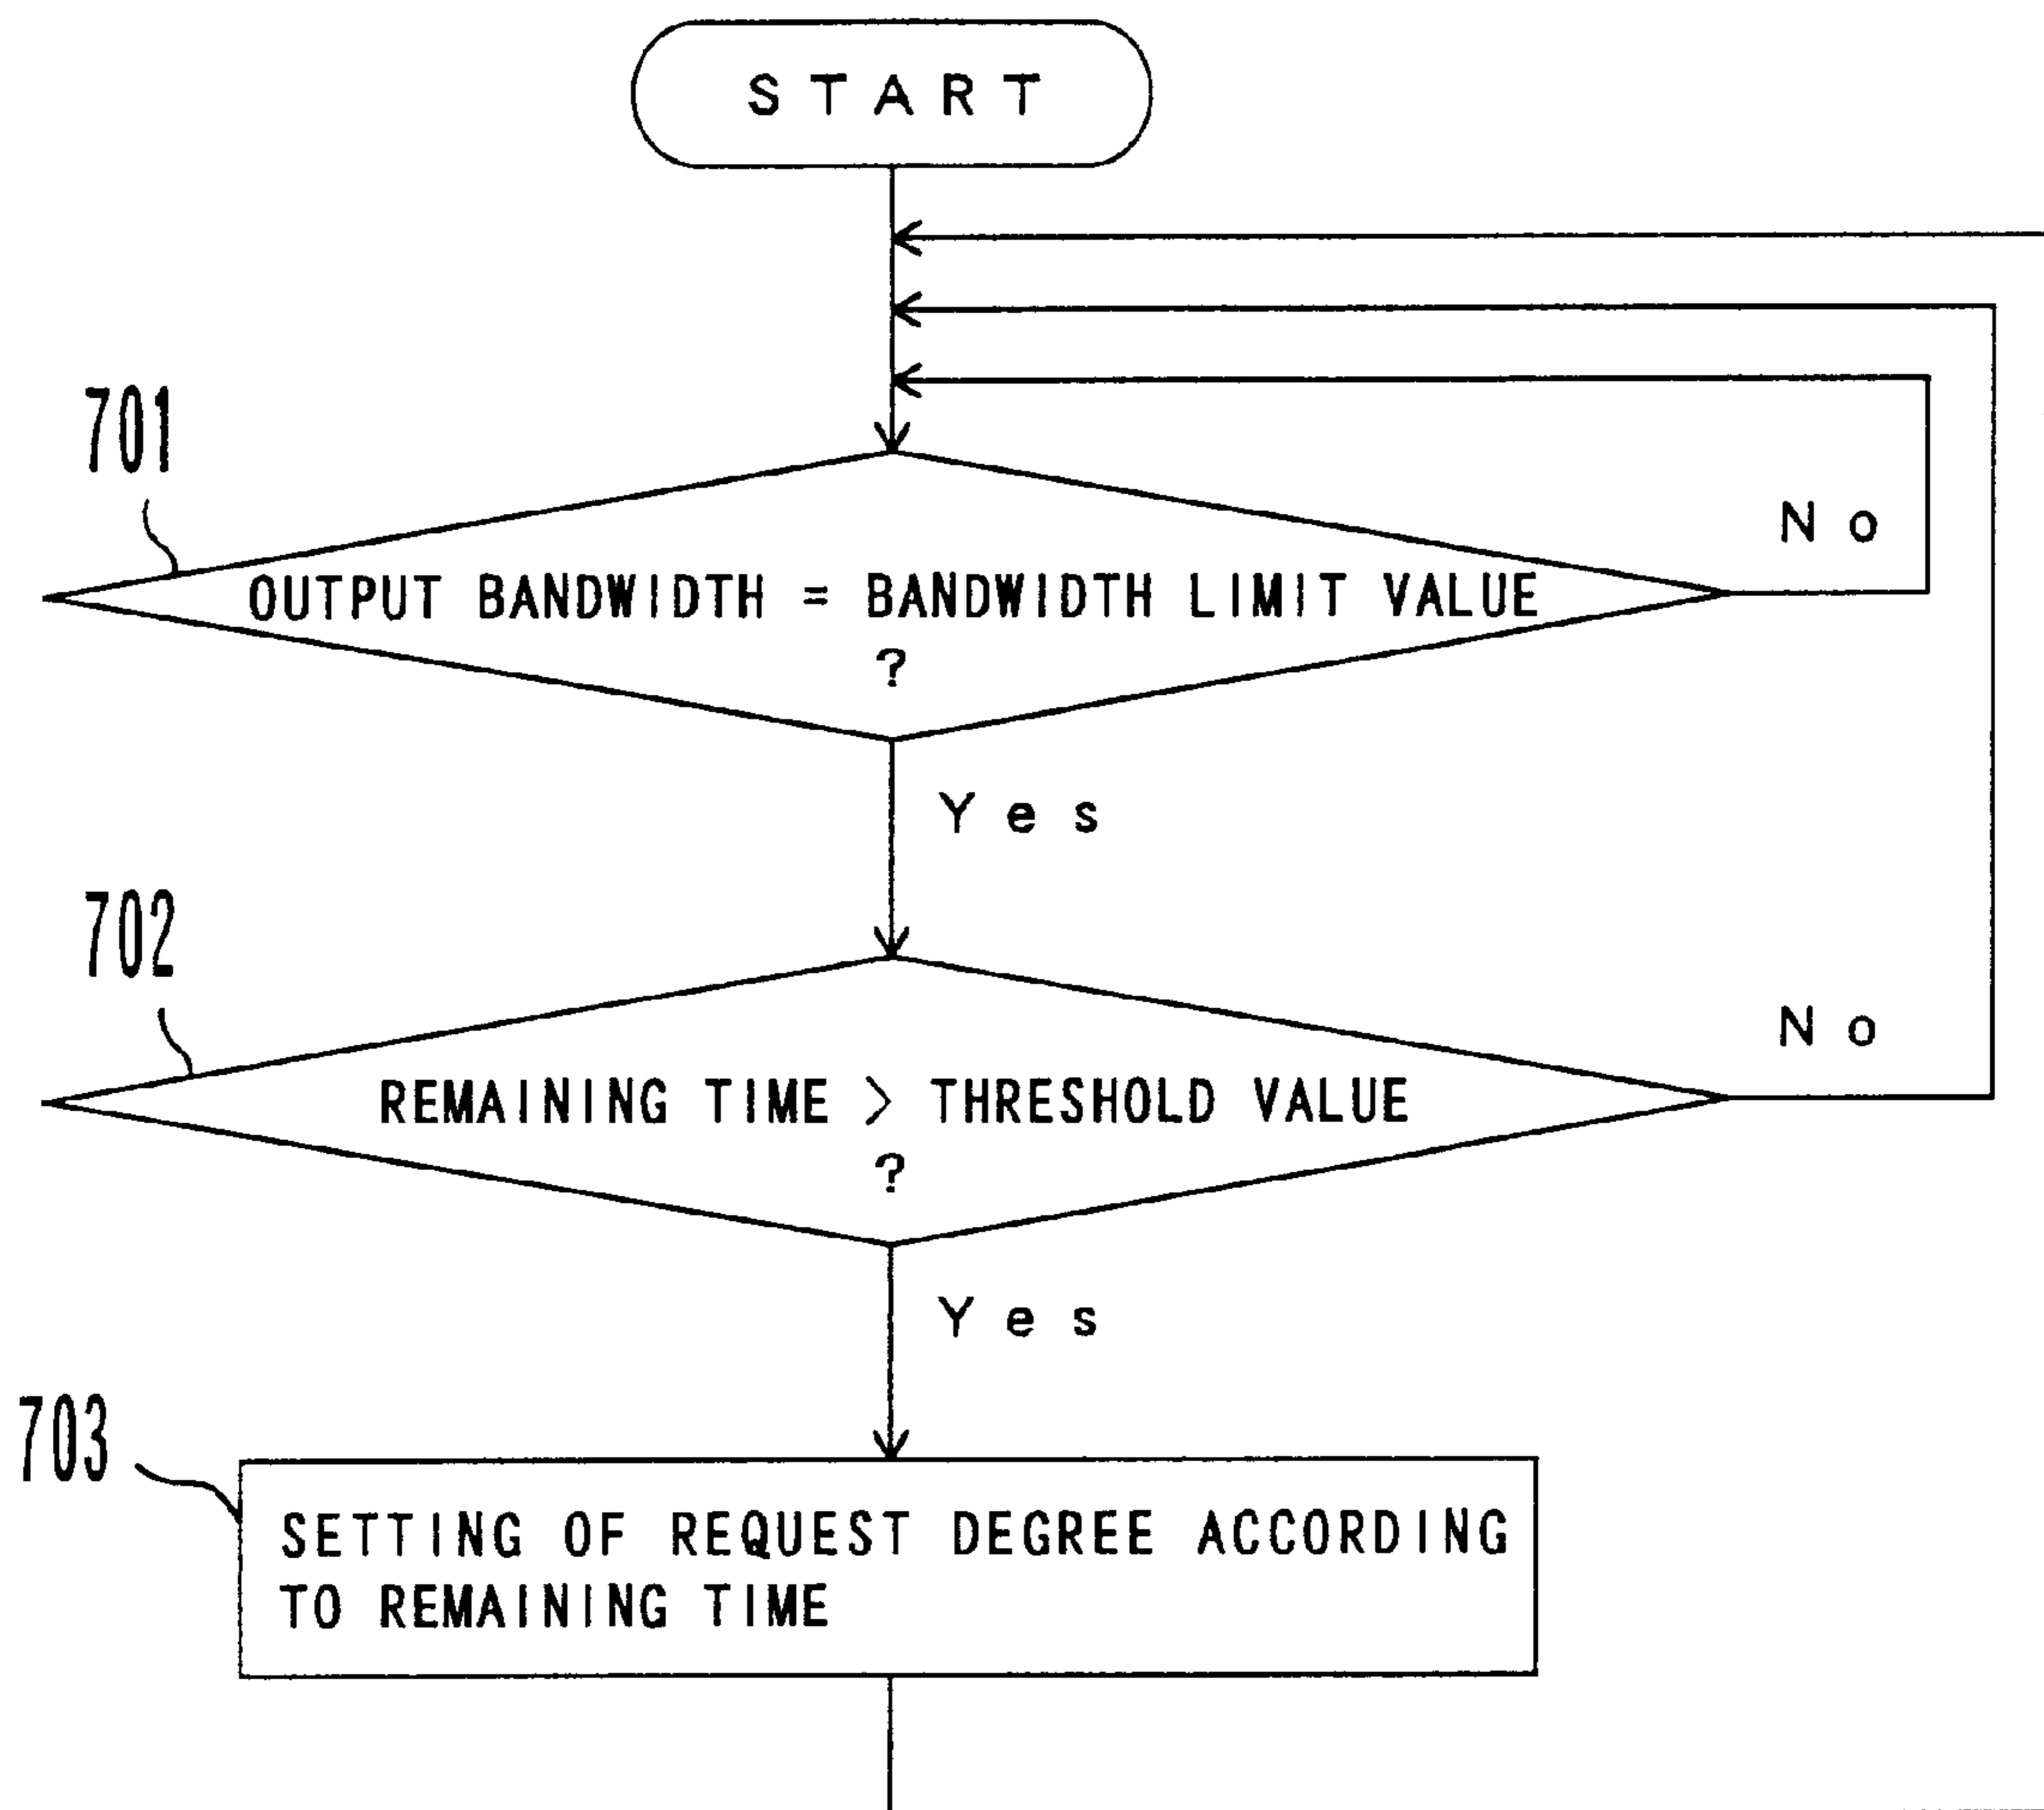 START
701
No
OUTPUT BANDWIDTH = BANDWIDTH LIMIT VALUE
?
Yes
702
No
REMAINING TIME > THRESHOLD VALUE
?
Yes
703
SETTING OF REQUEST DEGREE ACCORDING
TO REMAINING TIME